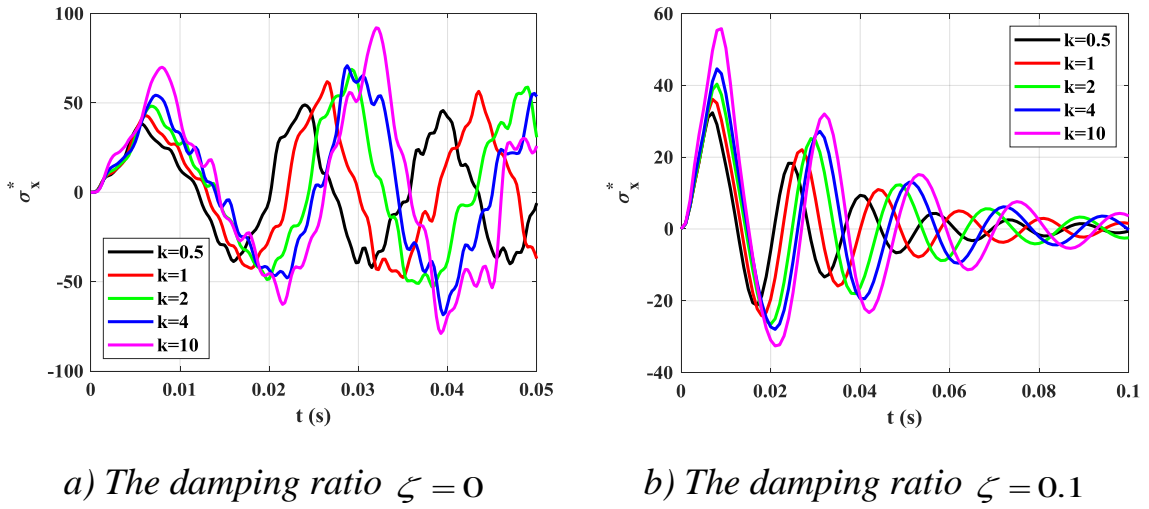 100
50
0
-50
-100
σx*
k=0.5
k=1
k=2
k=4
k=10
0 0.01 0.02 0.03 0.04 0.05
t (s)
60
40
20
0
-20
-40
σx*
k=0.5
k=1
k=2
k=4
k=10
0 0.02 0.04 0.06 0.08 0.1
t (s)
a) The damping ratio ζ = 0
b) The damping ratio ζ = 0.1